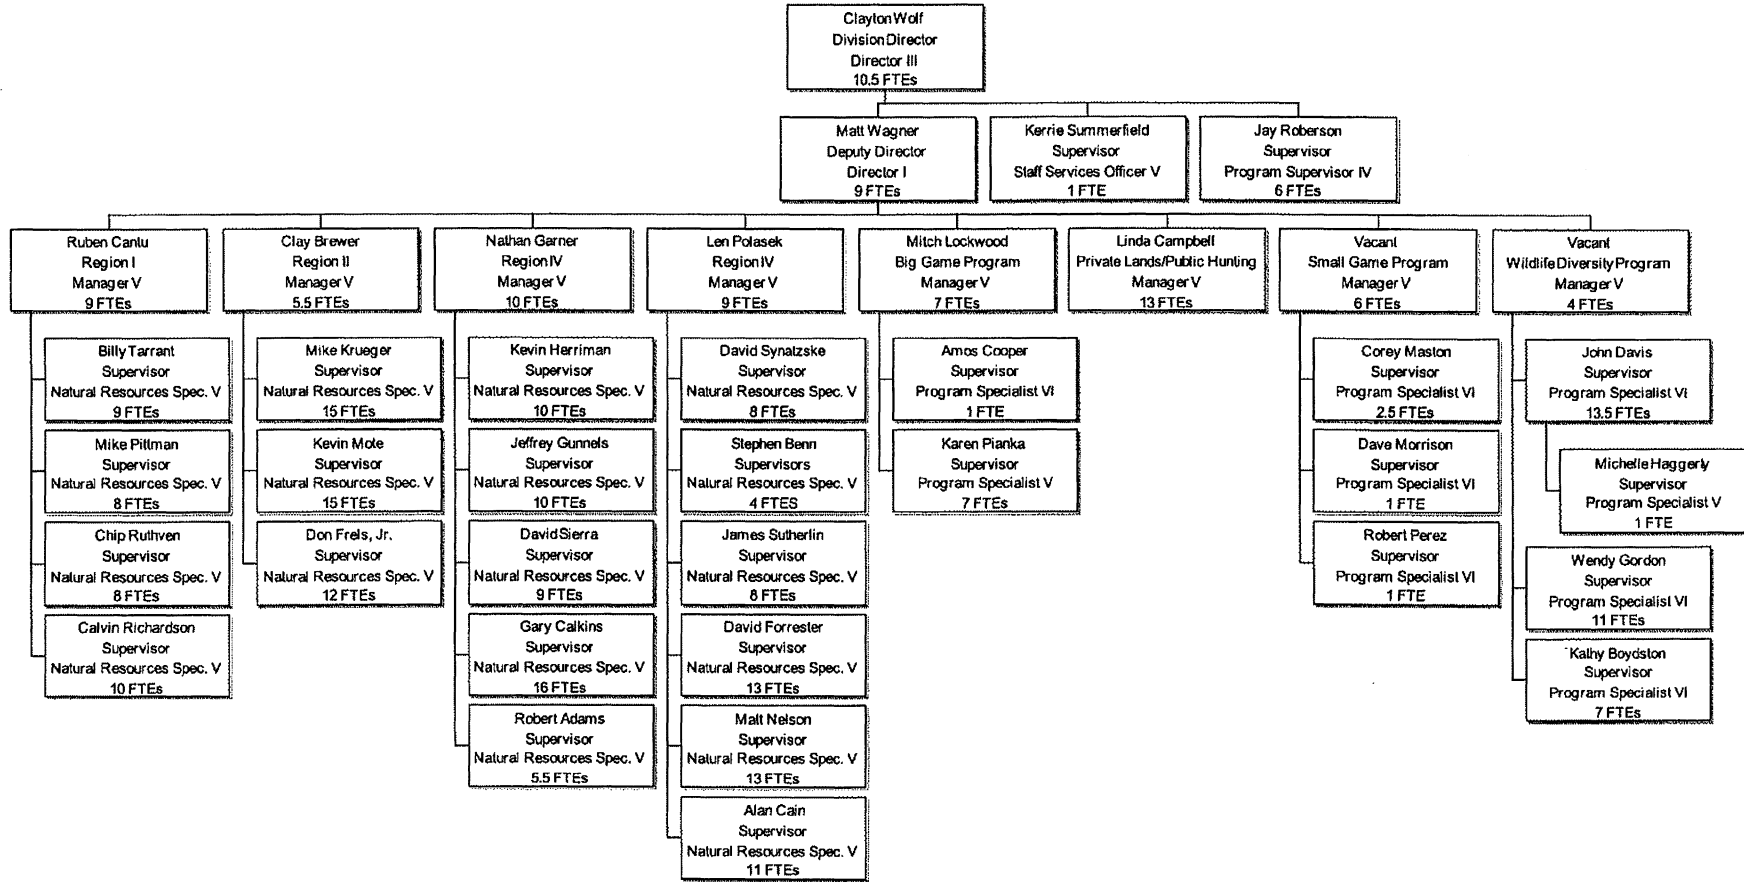 Clayton Wolf
Division Director
Director III
10.5 FTEs
Matt Wagner
Deputy Director
Director I
9 FTEs
Kerrie Summerfield
Supervisor
Staff Services Officer V
1 FTE
Jay Roberson
Supervisor
Program Supervisor IV
6 FTEs
Ruben Cantu
Region I
Manager V
9 FTEs
Clay Brewer
Region II
Manager V
5.5 FTEs
Nathan Garner
Region IV
Manager V
10 FTEs
Len Polasek
Region IV
Manager V
9 FTEs
Mitch Lockwood
Big Game Program
Manager V
7 FTEs
Linda Campbell
Private Lands/Public Hunting
Manager V
13 FTEs
Vacant
Small Game Program
Manager V
6 FTEs
Vacant
Wildlife Diversity Program
Manager V
4 FTEs
Billy Tarrant
Supervisor
Natural Resources Spec. V
9 FTEs
Mike Pittman
Supervisor
Natural Resources Spec. V
8 FTEs
Chip Ruthven
Supervisor
Natural Resources Spec. V
8 FTEs
Calvin Richardson
Supervisor
Natural Resources Spec. V
10 FTEs
Mike Krueger
Supervisor
Natural Resources Spec. V
15 FTEs
Kevin Mote
Supervisor
Natural Resources Spec. V
15 FTEs
Don Frels, Jr.
Supervisor
Natural Resources Spec. V
12 FTEs
Kevin Herriman
Supervisor
Natural Resources Spec. V
10 FTEs
Jeffrey Gunnels
Supervisor
Natural Resources Spec. V
10 FTEs
David Sierra
Supervisor
Natural Resources Spec. V
9 FTEs
Gary Calkins
Supervisor
Natural Resources Spec. V
16 FTEs
Robert Adams
Supervisor
Natural Resources Spec. V
5.5 FTEs
David Synatzske
Supervisor
Natural Resources Spec. V
8 FTEs
Stephen Benn
Supervisors
Natural Resources Spec. V
4 FTES
James Sutherlin
Supervisor
Natural Resources Spec. V
8 FTEs
David Forrester
Supervisor
Natural Resources Spec. V
13 FTEs
Matt Nelson
Supervisor
Natural Resources Spec. V
13 FTEs
Alan Cain
Supervisor
Natural Resources Spec. V
11 FTEs
Amos Cooper
Supervisor
Program Specialist VI
1 FTE
Karen Pianka
Supervisor
Program Specialist V
7 FTEs
Corey Maston
Supervisor
Program Specialist VI
2.5 FTEs
Dave Morrison
Supervisor
Program Specialist VI
1 FTE
Robert Perez
Supervisor
Program Specialist VI
1 FTE
John Davis
Supervisor
Program Specialist VI
13.5 FTEs
Michelle Haggerty
Supervisor
Program Specialist V
1 FTE
Wendy Gordon
Supervisor
Program Specialist VI
11 FTEs
Kathy Boydston
Supervisor
Program Specialist VI
7 FTEs